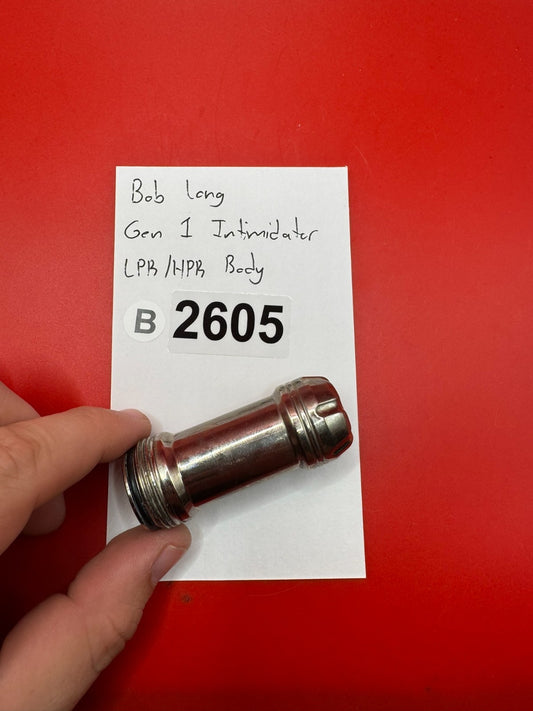 Bob Long
Gen 1 Intimidator
LPR/HPR Body
B 2605